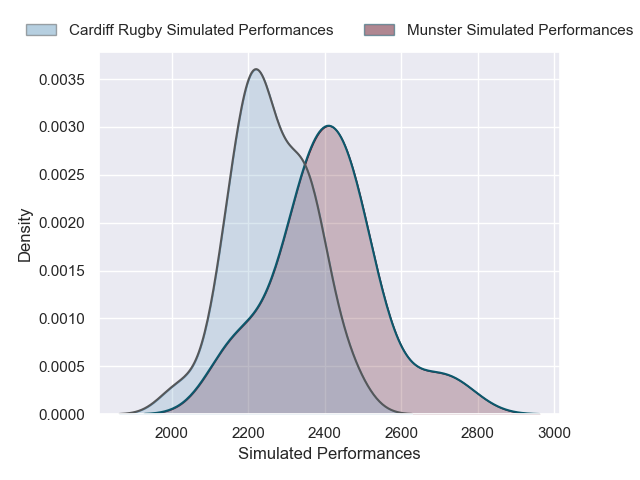 Cardiff Rugby Simulated Performances
Munster Simulated Performances
0.0035
0.0030
0.0025
0.0020
0.0015
0.0010
0.0005
0.0000
Density
2000 2200 2400 2600 2800 3000
Simulated Performances